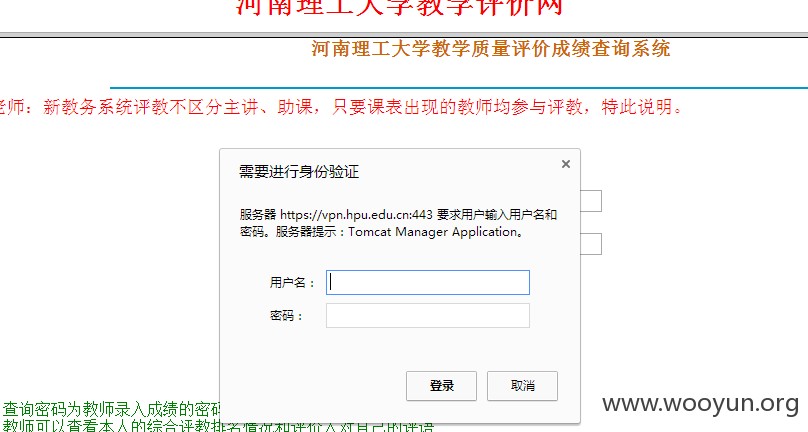 河南理工大学教学评价网
河南理工大学教学质量评价成绩查询系统
老师：新教务系统评教不区分主讲、助课，只要课表出现的教师均参与评教，特此说明。
需要进行身份验证
×
服务器 https://vpn.hpu.edu.cn:443 要求用户输入用户名和
密码。服务器提示：Tomcat Manager Application。
用户名：
密码：
登录 取消
查询密码为教师录入成绩的密码
教师可以查看本人的综合评教排名情况和评价人对自己的评语
www.wooyun.org